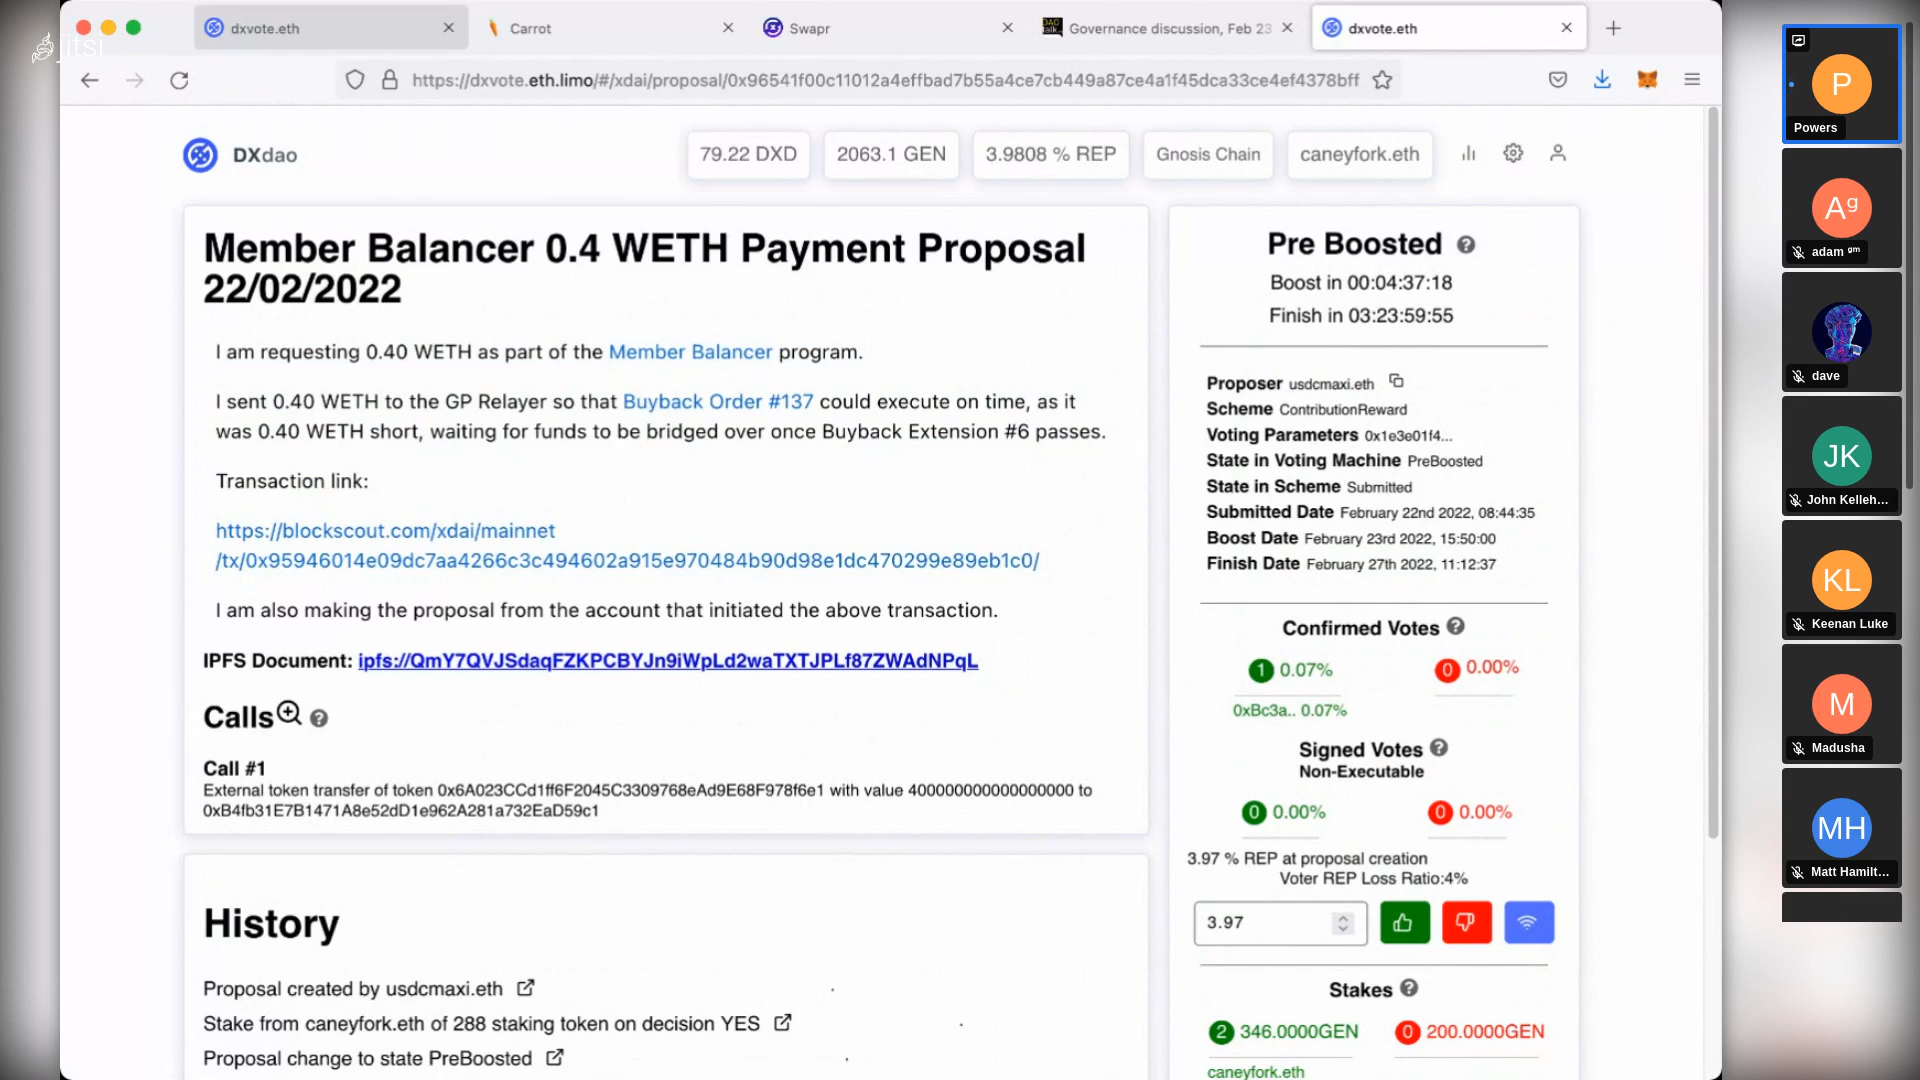 jitsi
dxvote.eth
Carrot
Swapr
Governance discussion, Feb 23
dxvote.eth
https://dxvote.eth.limo/#/xdai/proposal/0x96541f00c11012a4effbad7b55a4ce7cb449a87ce4a1f45dca33ce4ef4378bff
DXdao
79.22 DXD
2063.1 GEN
3.9808 % REP
Gnosis Chain
caneyfork.eth
Member Balancer 0.4 WETH Payment Proposal
22/02/2022
I am requesting 0.40 WETH as part of the Member Balancer program.
I sent 0.40 WETH to the GP Relayer so that Buyback Order #137 could execute on time, as it
was 0.40 WETH short, waiting for funds to be bridged over once Buyback Extension #6 passes.
Transaction link:
https://blockscout.com/xdai/mainnet
/tx/0x95946014e09dc7aa4266c3c494602a915e970484b90d98e1dc470299e89eb1c0/
I am also making the proposal from the account that initiated the above transaction.
IPFS Document: ipfs://QmY7QVJSdaqFZKPCBYJn9iWpLd2waTXTJPLf87ZWAdNPqL
Calls
Call #1
External token transfer of token 0x6A023CCd1ff6F2045C3309768eAd9E68F978f6e1 with value 400000000000000000 to
0xB4fb31E7B1471A8e52dD1e962A281a732EaD59c1
History
Proposal created by usdcmaxi.eth
Stake from caneyfork.eth of 288 staking token on decision YES
Proposal change to state PreBoosted
Pre Boosted
Boost in 00:04:37:18
Finish in 03:23:59:55
Proposer usdcmaxi.eth
Scheme ContributionReward
Voting Parameters 0x1e3e01f4...
State in Voting Machine PreBoosted
State in Scheme Submitted
Submitted Date February 22nd 2022, 08:44:35
Boost Date February 23rd 2022, 15:50:00
Finish Date February 27th 2022, 11:12:37
Confirmed Votes
1 0.07%
0 0.00%
0xBc3a.. 0.07%
Signed Votes
Non-Executable
0 0.00%
0 0.00%
3.97 % REP at proposal creation
Voter REP Loss Ratio:4%
3.97
Stakes
2 346.0000GEN
0 200.0000GEN
caneyfork.eth
P
Powers
Aᵍ
adam ᵍᵐ
dave
JK
John Kelleh...
KL
Keenan Luke
M
Madusha
MH
Matt Hamilt...